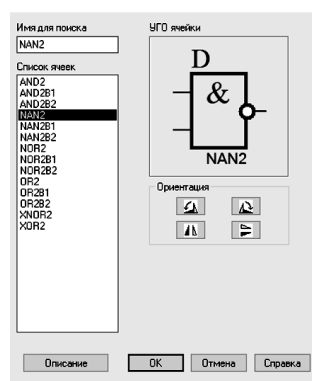 Имя для поиска
NAN2
Список ячеек
AND2
AND2B1
AND2B2
NAN2
NAN2B1
NAN2B2
NOR2
NOR2B1
NOR2B2
OR2
OR2B1
OR2B2
XNOR2
XOR2
УГО ячейки
D
&
NAN2
Ориентация
Описание
OK
Отмена
Справка